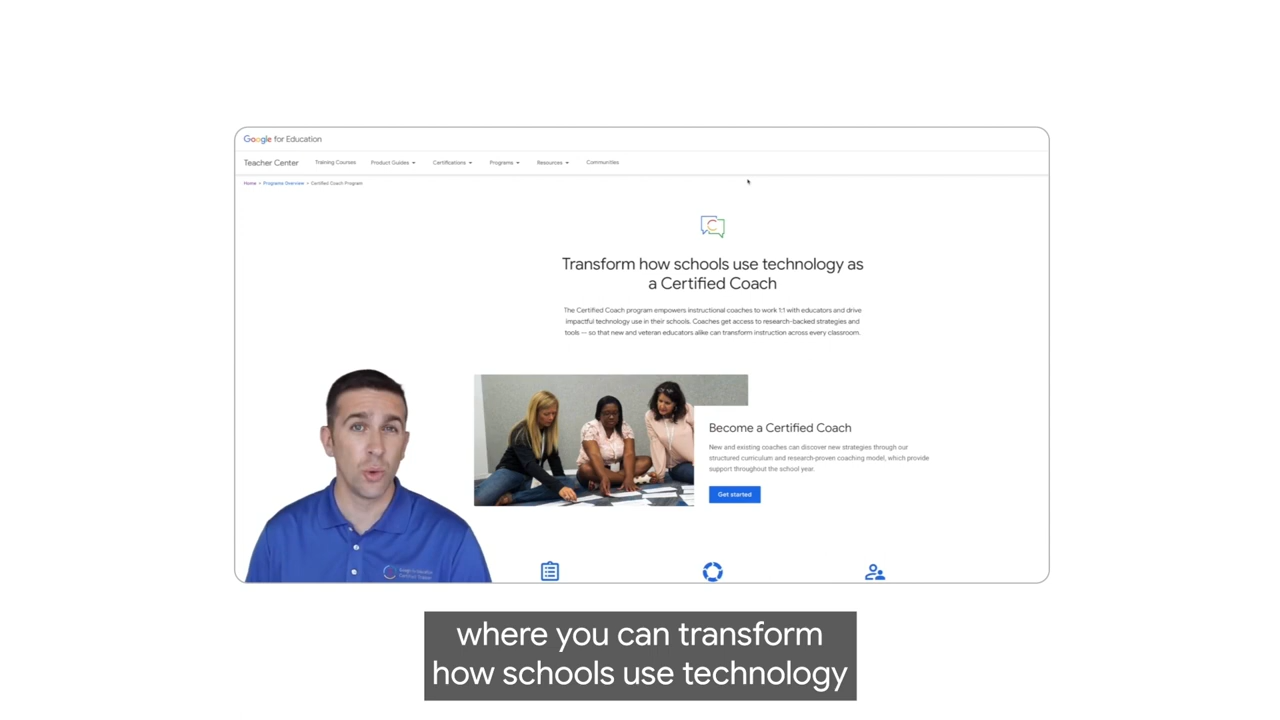 Google for Education
Teacher Center
Training Courses
Product Guides
Certifications
Programs
Resources
Communities
Home > Programs Overview > Certified Coach Program
C
Transform how schools use technology as
a Certified Coach
The Certified Coach program empowers instructional coaches to work 1:1 with educators and drive
impactful technology use in their schools. Coaches get access to research-backed strategies and
tools — so that new and veteran educators alike can transform instruction across every classroom.
Become a Certified Coach
New and existing coaches can discover new strategies through our
structured curriculum and research-proven coaching model, which provide
support throughout the school year.
Get started
Certified Trainer
where you can transform
how schools use technology